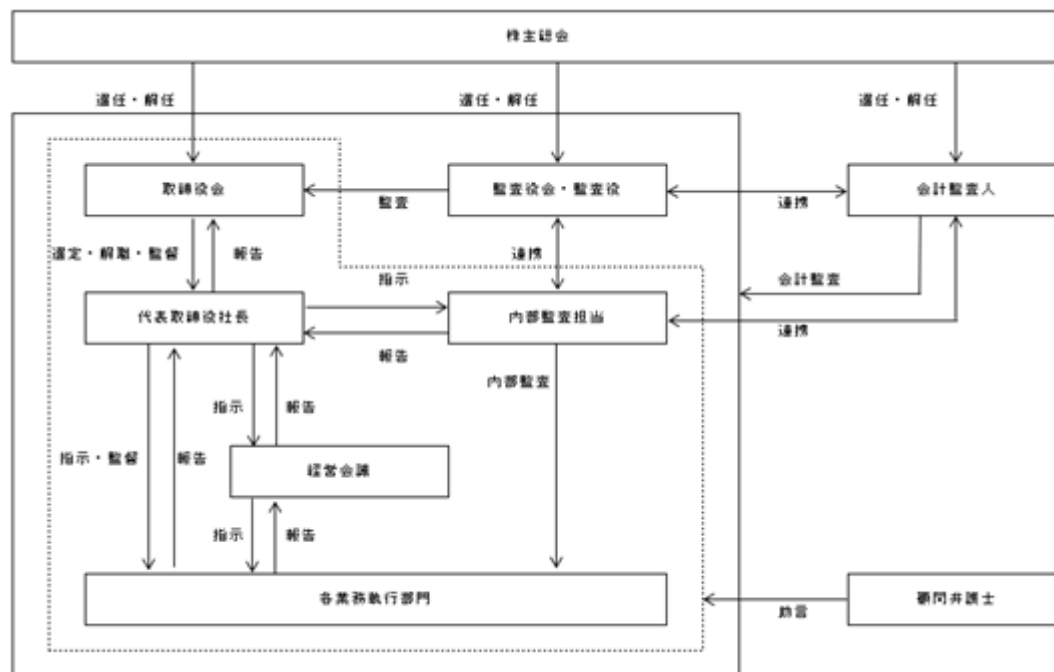 株主総会
選任・解任
選任・解任
選任・解任
取締役会
監査役会・監査役
会計監査人
監査
連携
選定・解職・監督
報告
連携
指示
会計監査
代表取締役社長
内部監査担当
報告
連携
内部監査
指示
報告
指示・監督
報告
経営会議
指示
報告
各業務執行部門
顧問弁護士
助言